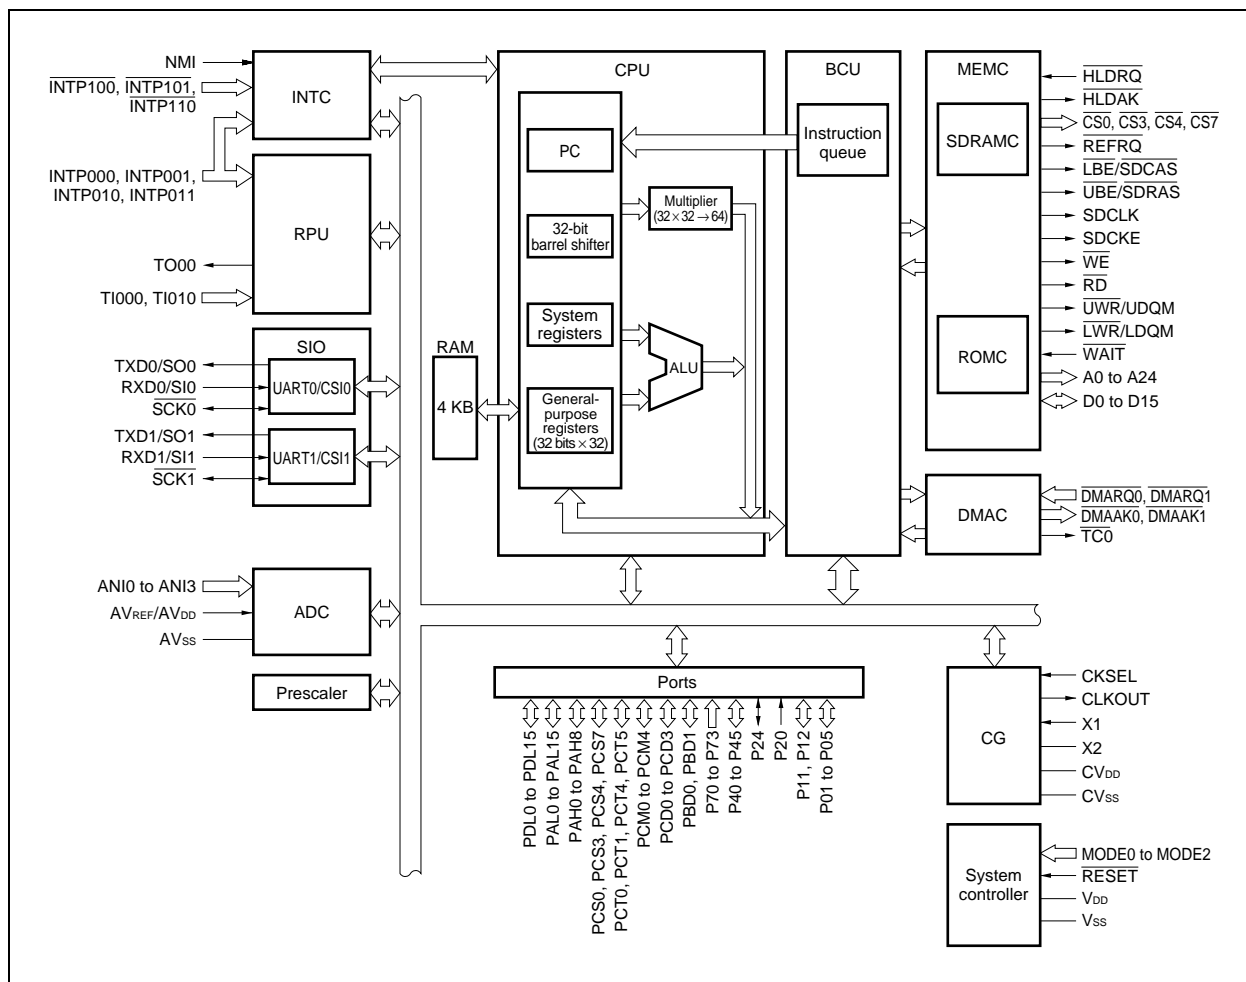 NMI
INTP100, INTP101,
INTP110
INTC
INTP000, INTP001,
INTP010, INTP011
RPU
TO00
TI000, TI010
SIO
TXD0/SO0
RXD0/SI0
SCK0
UART0/CSI0
TXD1/SO1
RXD1/SI1
SCK1
UART1/CSI1
ANI0 to ANI3
AVREF/AVDD
AVSS
ADC
Prescaler
RAM
4 KB
CPU
PC
32-bit
barrel shifter
System
registers
General-
purpose
registers
(32 bits × 32)
Multiplier
(32 × 32 → 64)
ALU
BCU
Instruction
queue
MEMC
SDRAMC
ROMC
HLDRQ
HLDAK
CS0, CS3, CS4, CS7
REFRQ
LBE/SDCAS
UBE/SDRAS
SDCLK
SDCKE
WE
RD
UWR/UDQM
LWR/LDQM
WAIT
A0 to A24
D0 to D15
DMAC
DMARQ0, DMARQ1
DMAAK0, DMAAK1
TC0
Ports
PDL0 to PDL15
PAL0 to PAL15
PAH0 to PAH8
PCS0, PCS3, PCS4, PCS7
PCT0, PCT1, PCT4, PCT5
PCM0 to PCM4
PCD0 to PCD3
PBD0, PBD1
P70 to P73
P40 to P45
P24
P20
P11, P12
P01 to P05
CG
CKSEL
CLKOUT
X1
X2
CVDD
CVSS
System
controller
MODE0 to MODE2
RESET
VDD
VSS